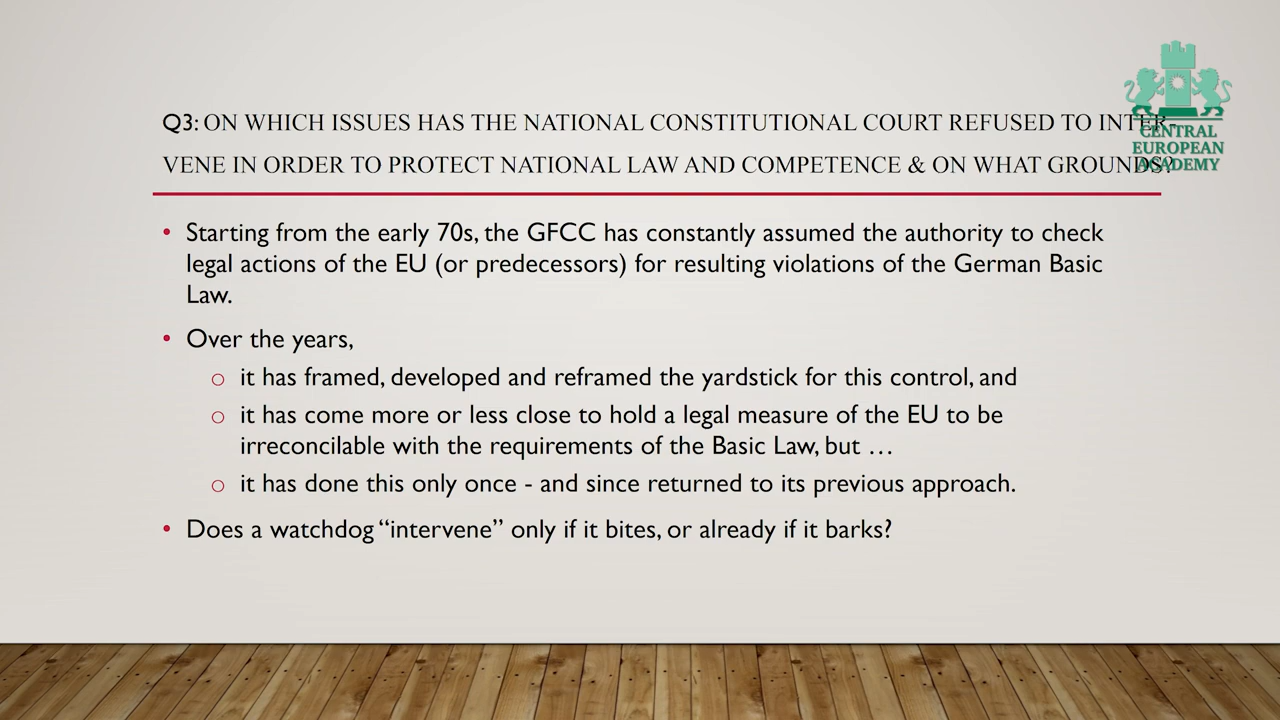 Q3: ON WHICH ISSUES HAS THE NATIONAL CONSTITUTIONAL COURT REFUSED TO INTER-
VENE IN ORDER TO PROTECT NATIONAL LAW AND COMPETENCE & ON WHAT GROUNDS?
CENTRAL
EUROPEAN
ACADEMY
• Starting from the early 70s, the GFCC has constantly assumed the authority to check
legal actions of the EU (or predecessors) for resulting violations of the German Basic
Law.
• Over the years,
o it has framed, developed and reframed the yardstick for this control, and
o it has come more or less close to hold a legal measure of the EU to be
irreconcilable with the requirements of the Basic Law, but …
o it has done this only once - and since returned to its previous approach.
• Does a watchdog “intervene” only if it bites, or already if it barks?